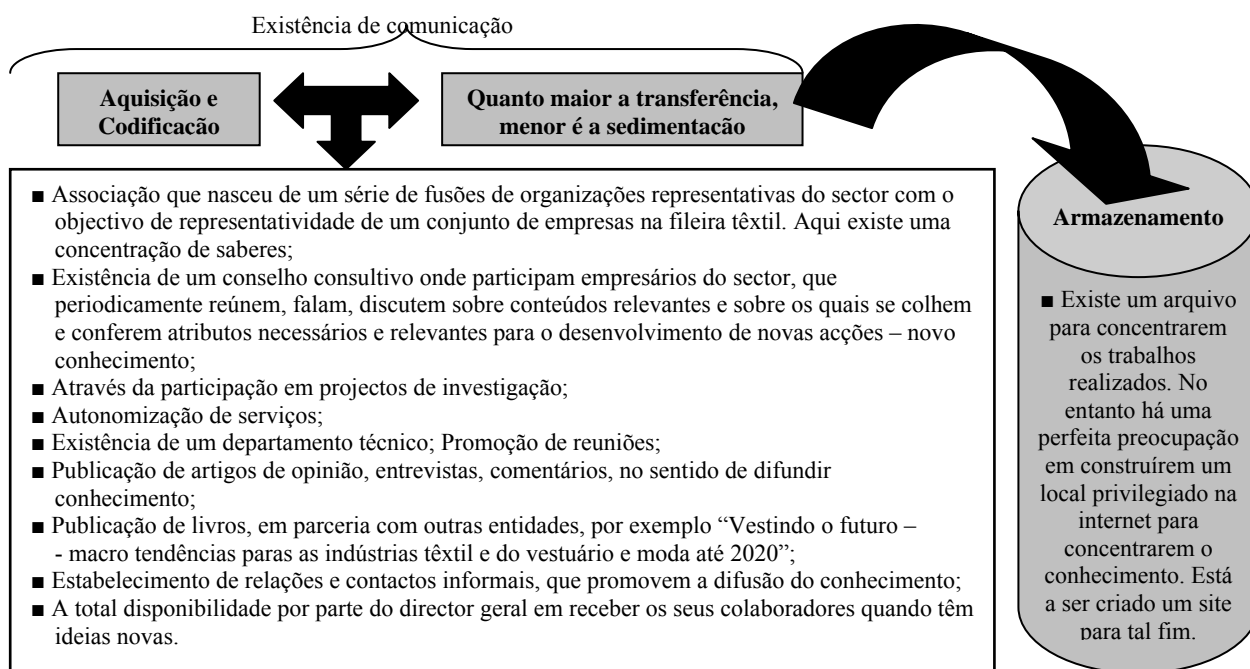 Existência de comunicação
Aquisição e
Codificacão
Quanto maior a transferência,
menor é a sedimentacão
■ Associação que nasceu de um série de fusões de organizações representativas do sector com o
objectivo de representatividade de um conjunto de empresas na fileira têxtil. Aqui existe uma
concentração de saberes;
■ Existência de um conselho consultivo onde participam empresários do sector, que
periodicamente reúnem, falam, discutem sobre conteúdos relevantes e sobre os quais se colhem
e conferem atributos necessários e relevantes para o desenvolvimento de novas acções – novo
conhecimento;
■ Através da participação em projectos de investigação;
■ Autonomização de serviços;
■ Existência de um departamento técnico; Promoção de reuniões;
■ Publicação de artigos de opinião, entrevistas, comentários, no sentido de difundir
conhecimento;
■ Publicação de livros, em parceria com outras entidades, por exemplo “Vestindo o futuro –
- macro tendências paras as indústrias têxtil e do vestuário e moda até 2020”;
■ Estabelecimento de relações e contactos informais, que promovem a difusão do conhecimento;
■ A total disponibilidade por parte do director geral em receber os seus colaboradores quando têm
ideias novas.
Armazenamento
■ Existe um arquivo
para concentrarem
os trabalhos
realizados. No
entanto há uma
perfeita preocupação
em construírem um
local privilegiado na
internet para
concentrarem o
conhecimento. Está
a ser criado um site
para tal fim.